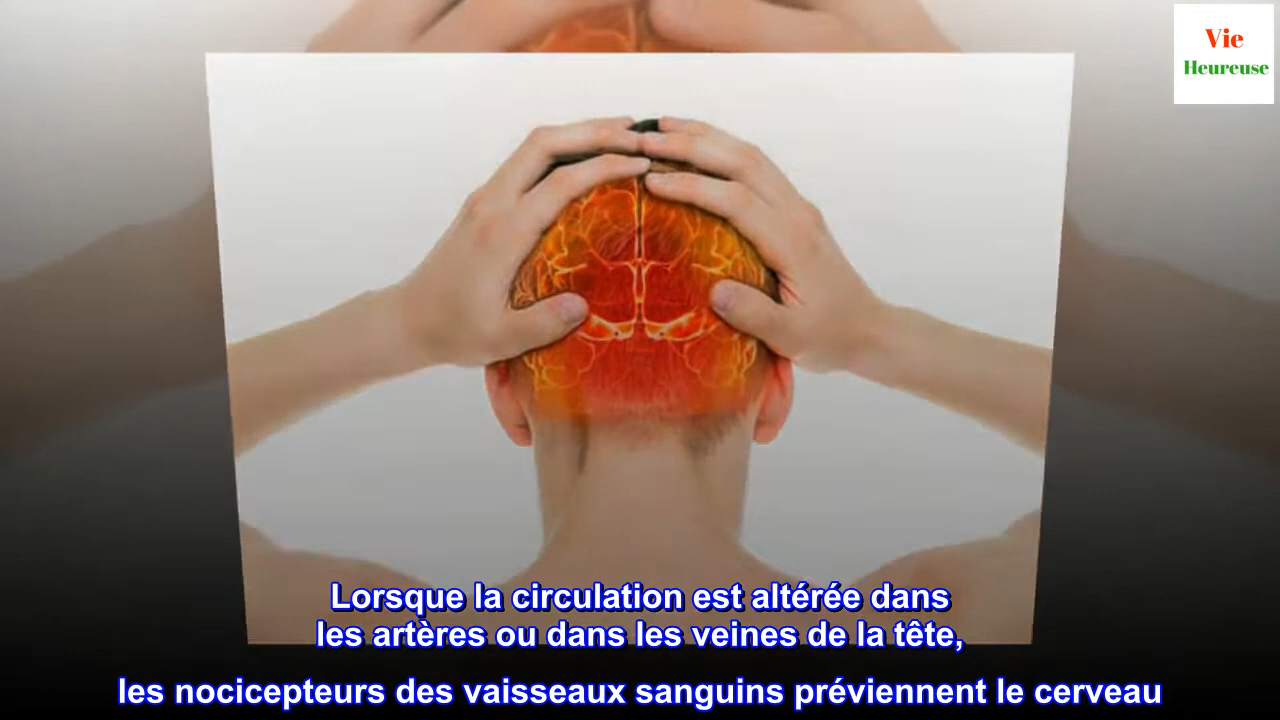 Vie
Heureuse
Lorsque la circulation est altérée dans
les artères ou dans les veines de la tête,
les nocicepteurs des vaisseaux sanguins préviennent le cerveau